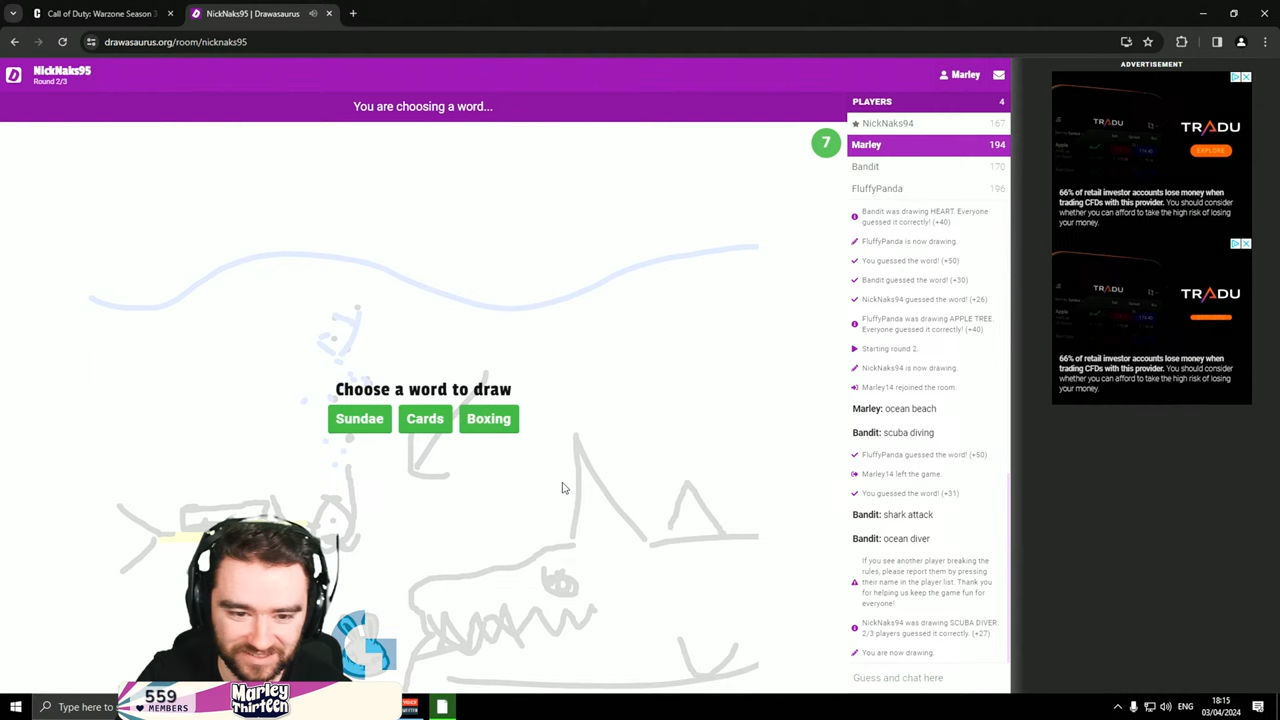 Call of Duty: Warzone Season 3
NickNaks95 | Drawasaurus
drawasaurus.org/room/nicknaks95
NickNaks95
Round 2/3
Marley
You are choosing a word...
7
PLAYERS 4
NickNaks94 167
Marley 194
Bandit 170
FluffyPanda 196
Bandit was drawing HEART. Everyone
guessed it correctly! (+40)
FluffyPanda is now drawing.
You guessed the word! (+50)
Bandit guessed the word! (+30)
NickNaks94 guessed the word! (+26)
FluffyPanda was drawing APPLE TREE.
Everyone guessed it correctly! (+40)
Starting round 2.
NickNaks94 is now drawing.
Marley14 rejoined the room.
Marley: ocean beach
Bandit: scuba diving
FluffyPanda guessed the word! (+50)
Marley14 left the game.
You guessed the word! (+31)
Bandit: shark attack
Bandit: ocean diver
If you see another player breaking the
rules, please report them by pressing
their name in the player list. Thank you
for helping us keep the game fun for
everyone!
NickNaks94 was drawing SCUBA DIVER.
2/3 players guessed it correctly. (+27)
You are now drawing.
Guess and chat here
Choose a word to draw
Sundae Cards Boxing
ADVERTISEMENT
TRADU
TRADU
EXPLORE
66% of retail investor accounts lose money when
trading CFDs with this provider. You should consider
whether you can afford to take the high risk of losing
your money.
TRADU
TRADU
66% of retail investor accounts lose money when
trading CFDs with this provider. You should consider
whether you can afford to take the high risk of losing
your money.
559
MEMBERS
Marley
Thirteen
Type here to
ENG
18:15
03/04/2024